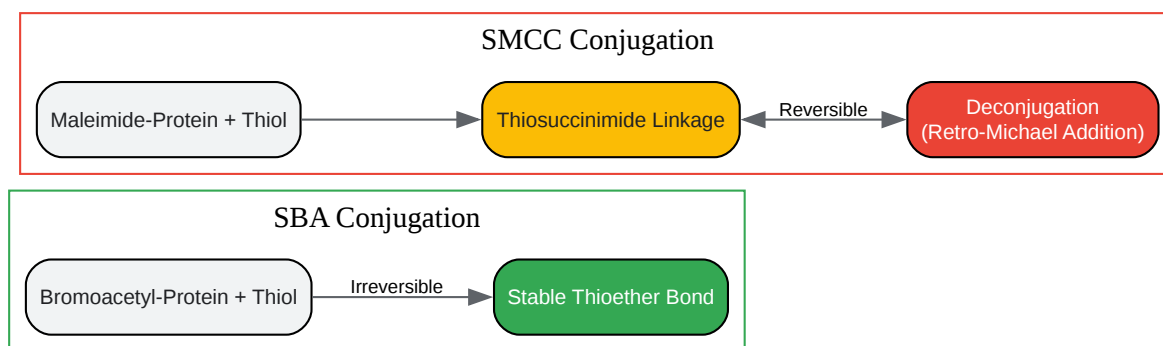 SMCC Conjugation
Maleimide-Protein + Thiol
Thiosuccinimide Linkage
Reversible
Deconjugation
(Retro-Michael Addition)
SBA Conjugation
Bromoacetyl-Protein + Thiol
Irreversible
Stable Thioether Bond